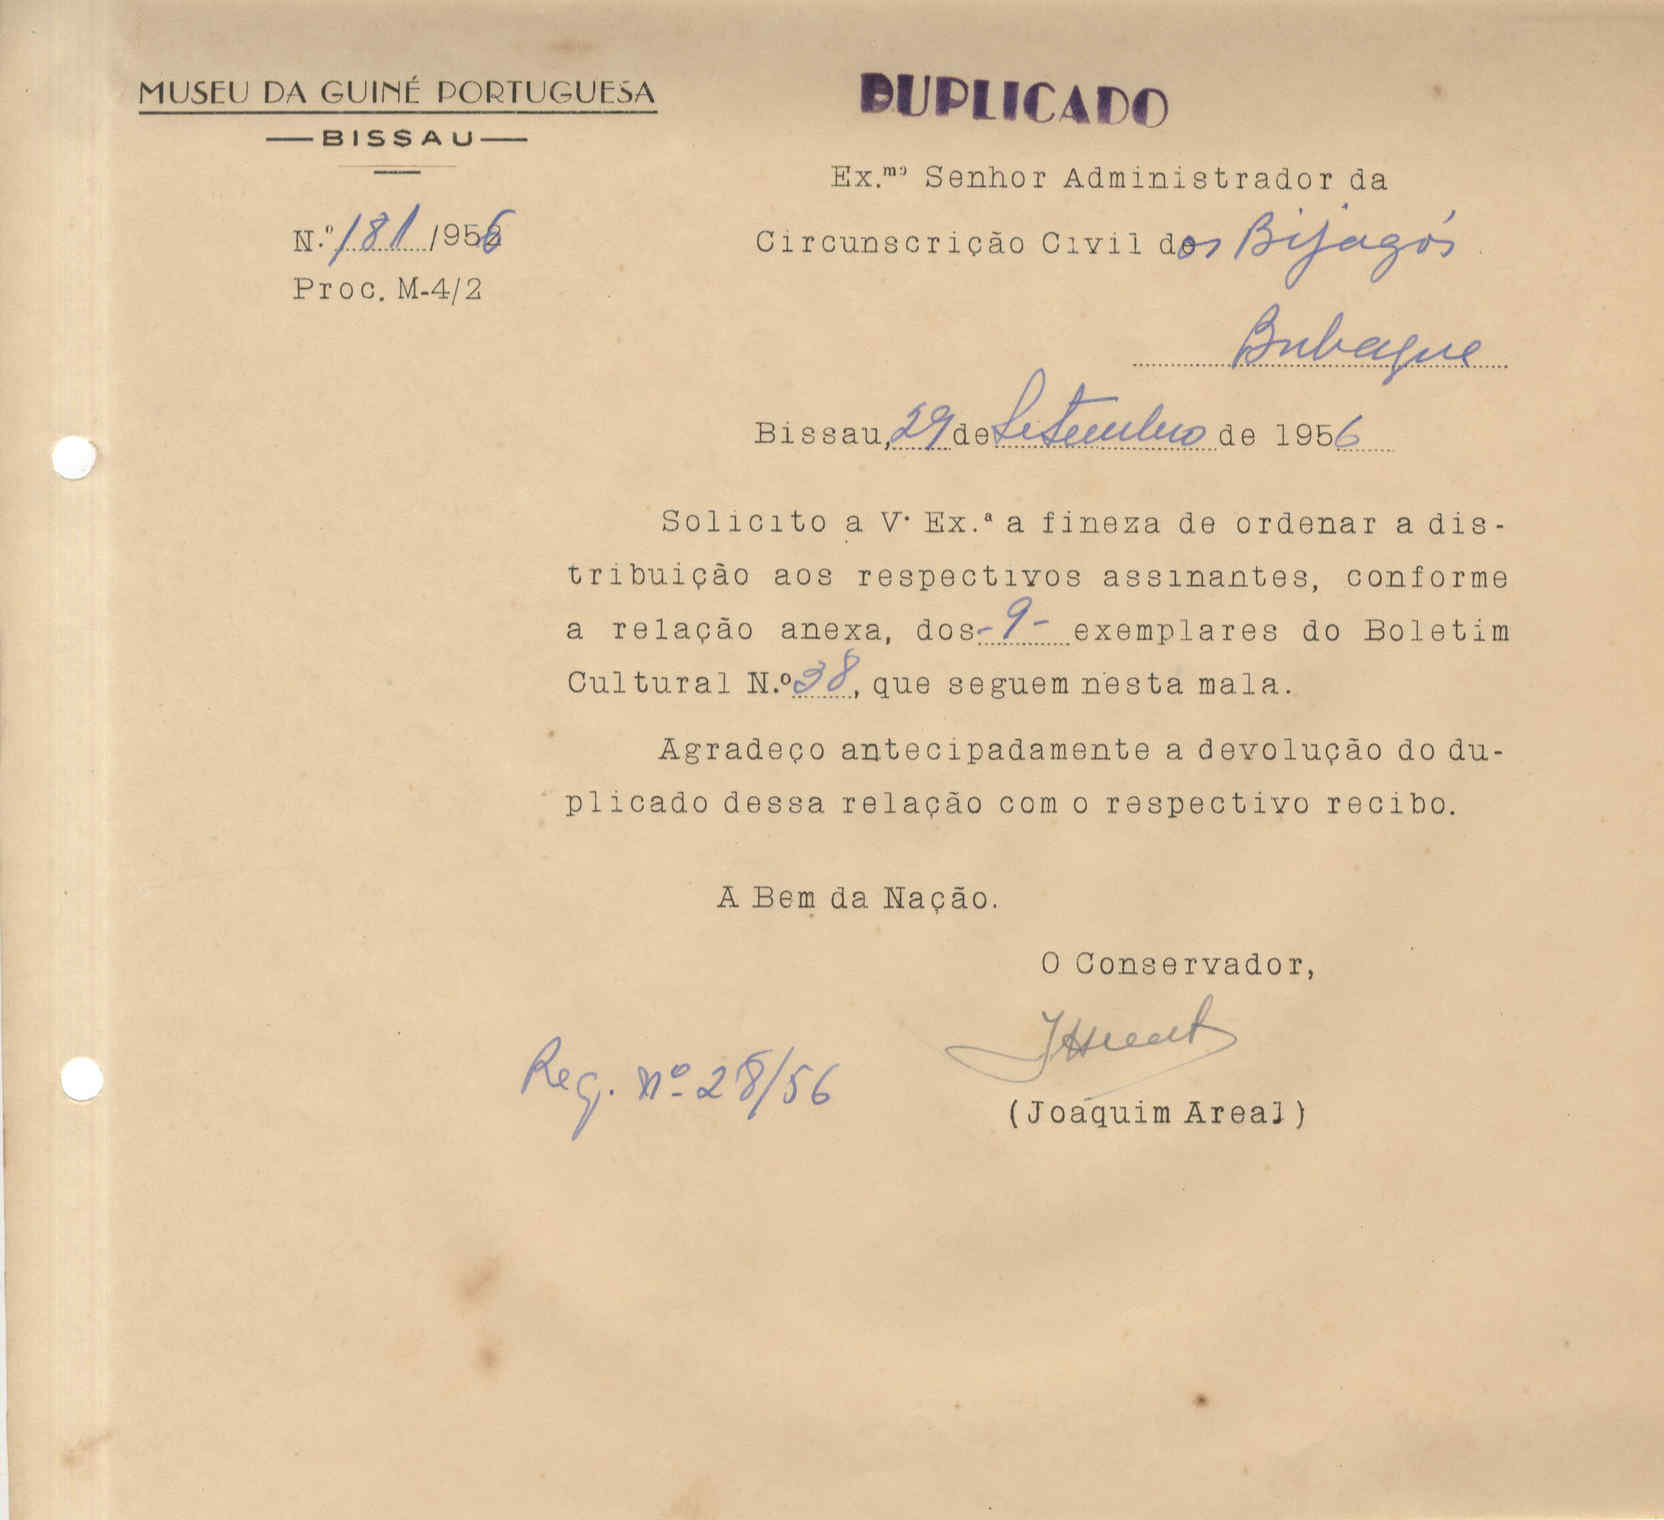 MUSEU DA GUINÉ PORTUGUESA
BISSAU
N.º 181/1956
Proc. M-4/2
DUPLICADO
Ex.mo Senhor Administrador da
Circunscrição Civil dos Bijagós
Bubaque
Bissau, 29 de Setembro de 1956
Solicito a V. Ex.ª a fineza de ordenar a dis-
tribuição aos respectivos assinantes, conforme
a relação anexa, dos -9- exemplares do Boletim
Cultural N.º 38, que seguem nesta mala.
Agradeço antecipadamente a devolução do du-
plicado dessa relação com o respectivo recibo.
A Bem da Nação.
O Conservador,
(Joaquim Areal)
Reg. nº 28/56